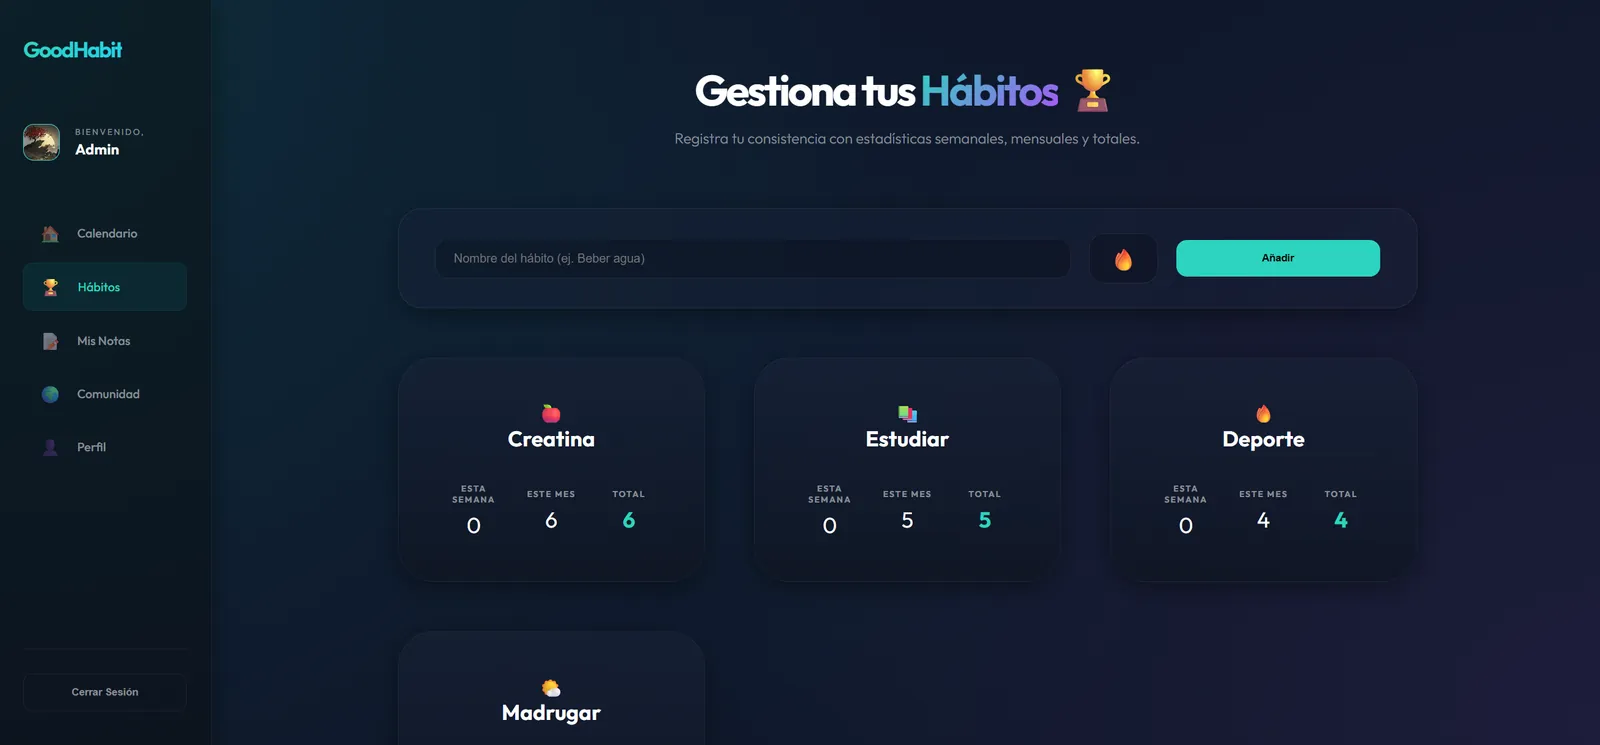 GoodHabit
BIENVENIDO,
Admin
Calendario
Hábitos
Mis Notas
Comunidad
Perfil
Cerrar Sesión
Gestiona tus Hábitos
Registra tu consistencia con estadísticas semanales, mensuales y totales.
Nombre del hábito (ej. Beber agua)
Añadir
Creatina
ESTA SEMANA
0
ESTE MES
6
TOTAL
6
Estudiar
ESTA SEMANA
0
ESTE MES
5
TOTAL
5
Deporte
ESTA SEMANA
0
ESTE MES
4
TOTAL
4
Madrugar